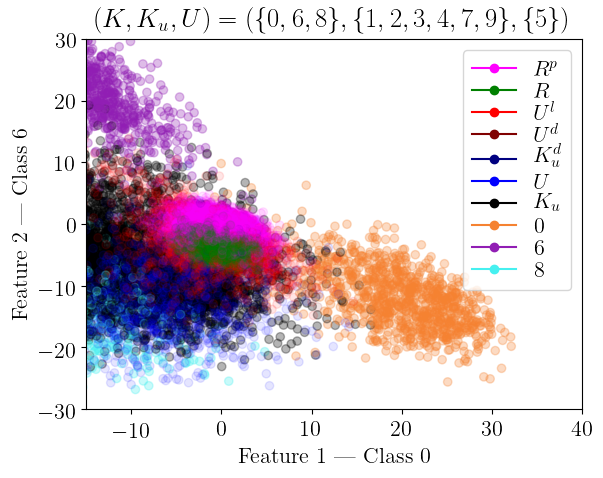 (K, K_u, U) = ({0, 6, 8}, {1, 2, 3, 4, 7, 9}, {5})
30
20
10
0
−10
−20
−30
Feature 2 — Class 6
R^p
R
U^l
U^d
K_u^d
U
K_u
0
6
8
−10
0
10
20
30
40
Feature 1 — Class 0